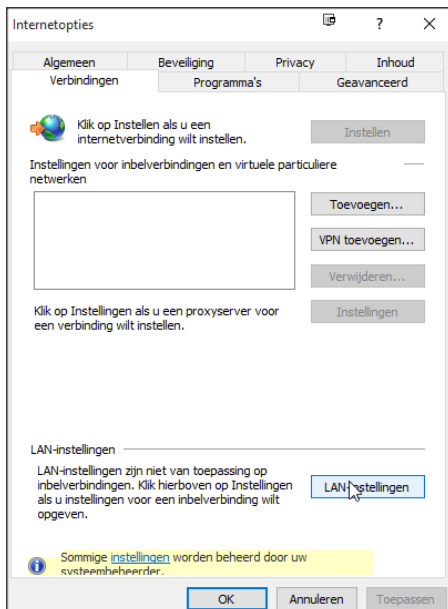 Internetopties
?
Algemeen
Beveiliging
Privacy
Inhoud
Verbindingen
Programma's
Geavanceerd
Klik op Instellen als u een
internetverbinding wilt instellen.
Instellen
Instellingen voor inbelverbindingen en virtuele particuliere
netwerken
Toevoegen...
VPN toevoegen...
Verwijderen...
Klik op Instellingen als u een proxyserver voor
een verbinding wilt instellen.
Instellingen
LAN-instellingen
LAN-instellingen zijn niet van toepassing op
inbelverbindingen. Klik hierboven op Instellingen
als u instellingen voor een inbelverbinding wilt
opgeven.
LAN-instellingen
Sommige instellingen worden beheerd door uw
systeembeheerder.
OK
Annuleren
Toepassen